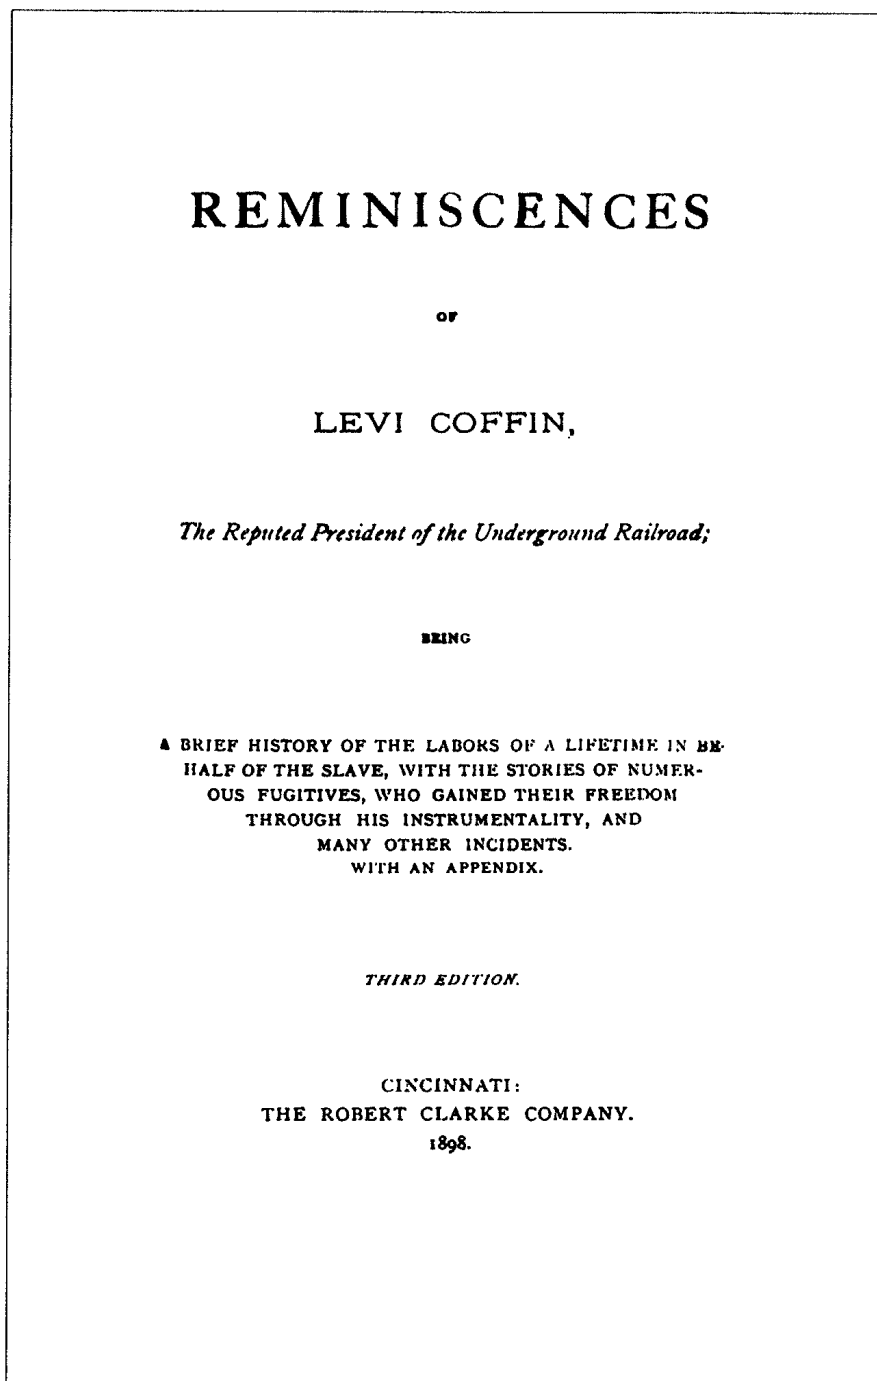 REMINISCENCES
OF
LEVI COFFIN,
The Reputed President of the Underground Railroad;
BEING
A BRIEF HISTORY OF THE LABORS OF A LIFETIME IN BE-
HALF OF THE SLAVE, WITH THE STORIES OF NUMER-
OUS FUGITIVES, WHO GAINED THEIR FREEDOM
THROUGH HIS INSTRUMENTALITY, AND
MANY OTHER INCIDENTS.
WITH AN APPENDIX.
THIRD EDITION.
CINCINNATI:
THE ROBERT CLARKE COMPANY.
1898.